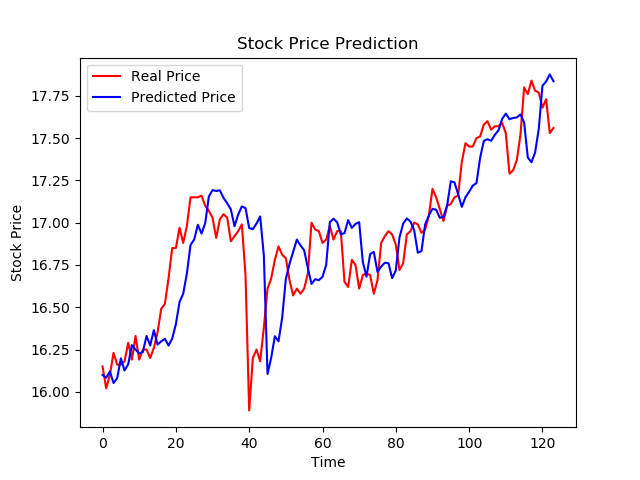 Stock Price Prediction
Real Price
Predicted Price
17.75
17.50
17.25
17.00
16.75
16.50
16.25
16.00
Stock Price
0 20 40 60 80 100 120
Time